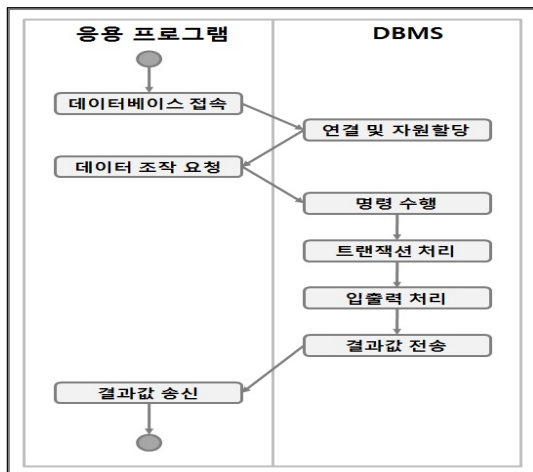 응용 프로그램
DBMS
데이터베이스 접속
연결 및 자원할당
데이터 조작 요청
명령 수행
트랜잭션 처리
입출력 처리
결과값 전송
결과값 송신